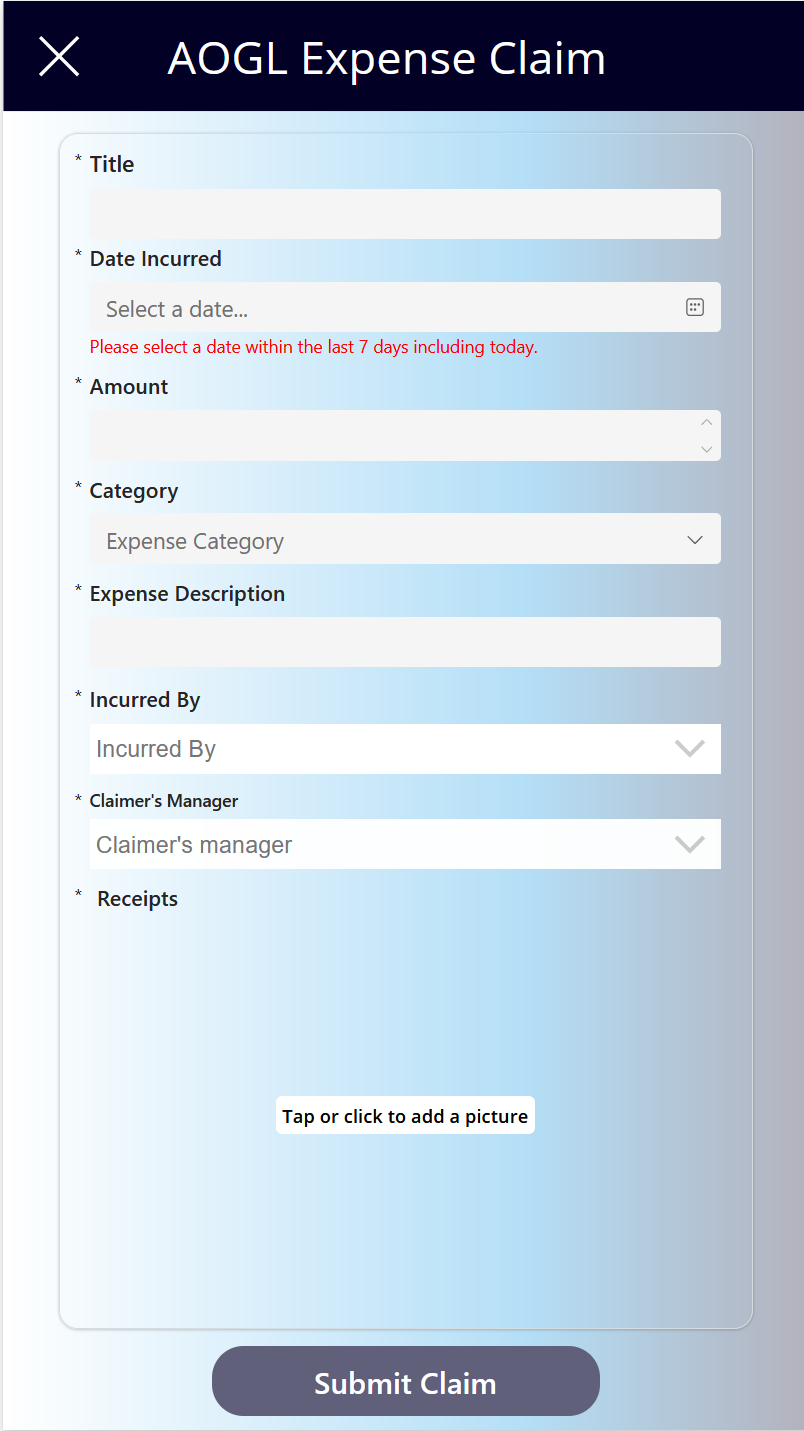 AOGL Expense Claim
* Title
* Date Incurred
Select a date...
Please select a date within the last 7 days including today.
* Amount
* Category
Expense Category
* Expense Description
* Incurred By
Incurred By
* Claimer's Manager
Claimer's manager
* Receipts
Tap or click to add a picture
Submit Claim